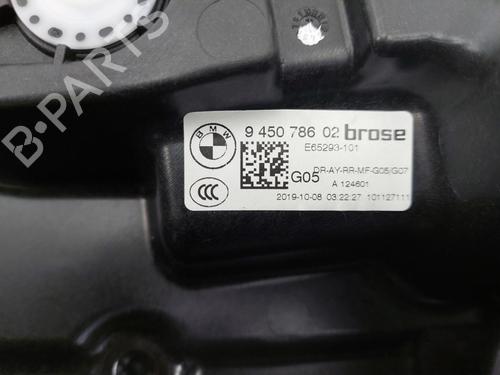 BMW
9 450 786 02 brose
E65293-101
G05
DR-AY-RR-MF-G05/G07
A 124601
CCC
2019-10-08 03:22:27 101127111
B-PARTS